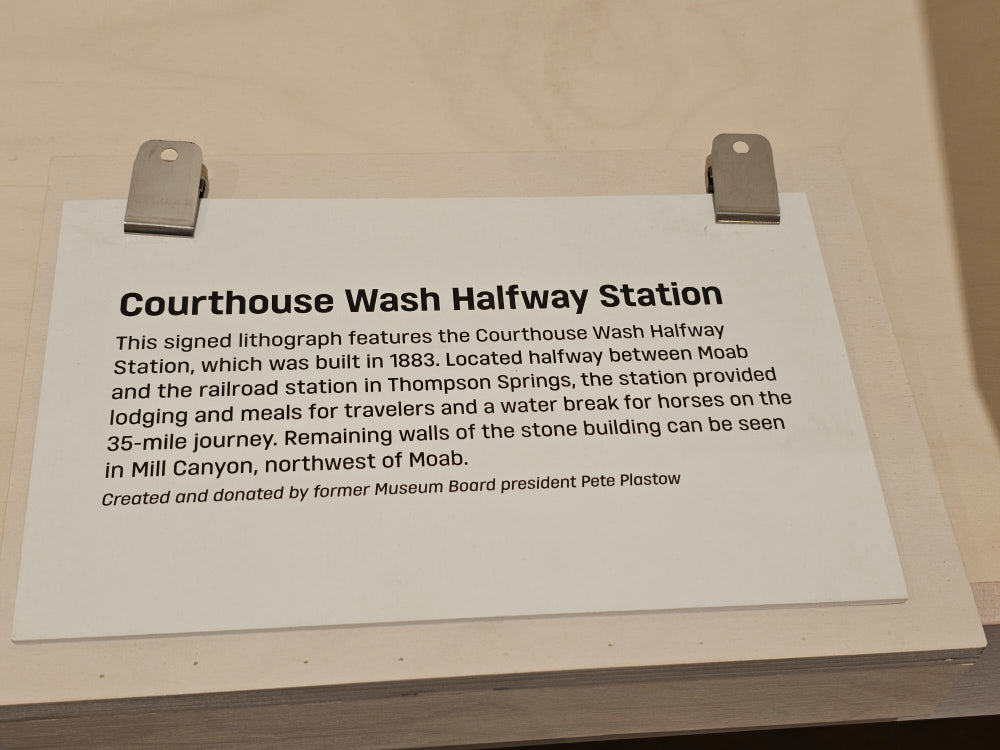 Courthouse Wash Halfway Station
This signed lithograph features the Courthouse Wash Halfway
Station, which was built in 1883. Located halfway between Moab
and the railroad station in Thompson Springs, the station provided
lodging and meals for travelers and a water break for horses on the
35-mile journey. Remaining walls of the stone building can be seen
in Mill Canyon, northwest of Moab.
Created and donated by former Museum Board president Pete Plastow